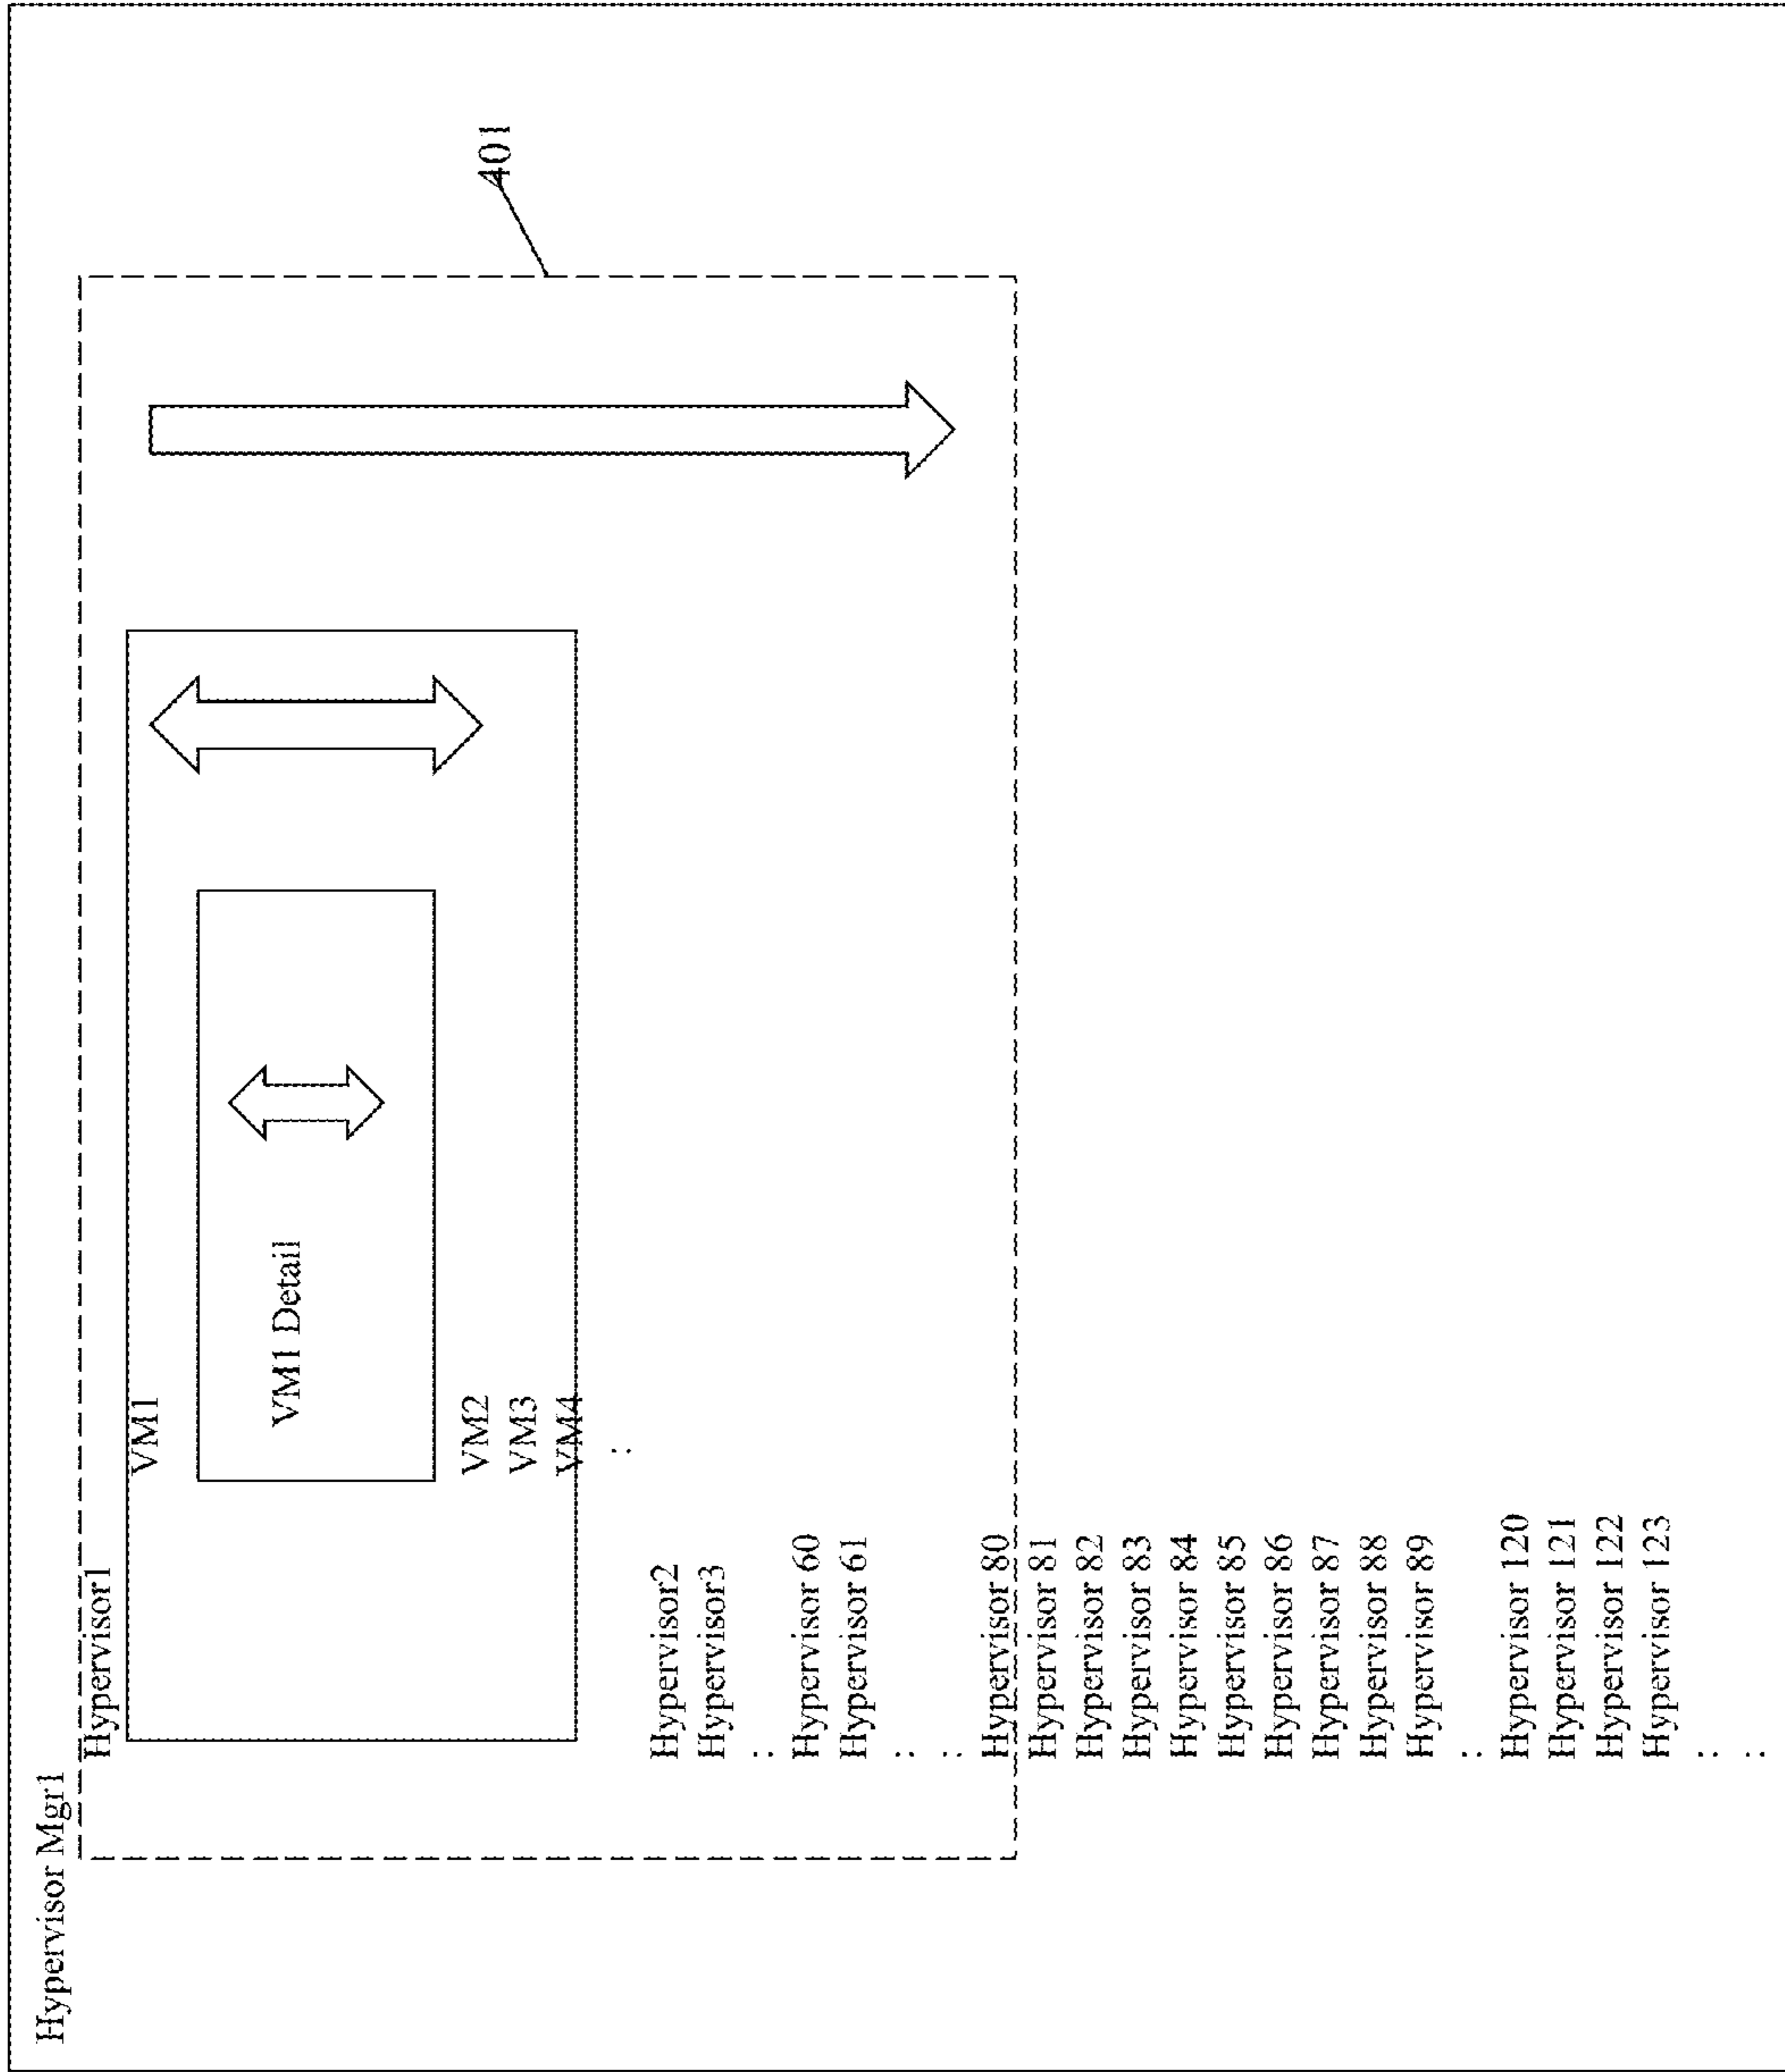 Hypervisor Mgr1
Hypervisor1
VM1
VM1 Detail
VM2
VM3
VM4
:
Hypervisor2
Hypervisor3
:
Hypervisor 60
Hypervisor 61
:
:
Hypervisor 80
Hypervisor 81
Hypervisor 82
Hypervisor 83
Hypervisor 84
Hypervisor 85
Hypervisor 86
Hypervisor 87
Hypervisor 88
Hypervisor 89
:
Hypervisor 120
Hypervisor 121
Hypervisor 122
Hypervisor 123
:
:
401